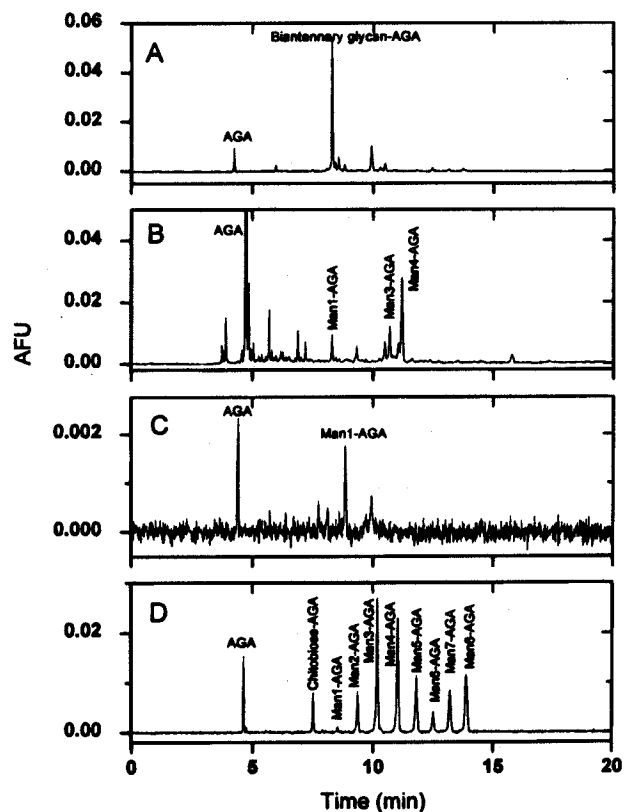 0.06
0.04
0.02
0.00
A
AGA
Biantennary glycan-AGA
0.04
0.02
0.00
B
AGA
Man1-AGA
Man3-AGA
Man4-AGA
AFU
0.002
0.000
C
AGA
Man1-AGA
0.02
0.00
D
AGA
Chitobiose-AGA
Man1-AGA
Man2-AGA
Man3-AGA
Man4-AGA
Man5-AGA
Man6-AGA
Man7-AGA
0 5 10 15 20
Time (min)